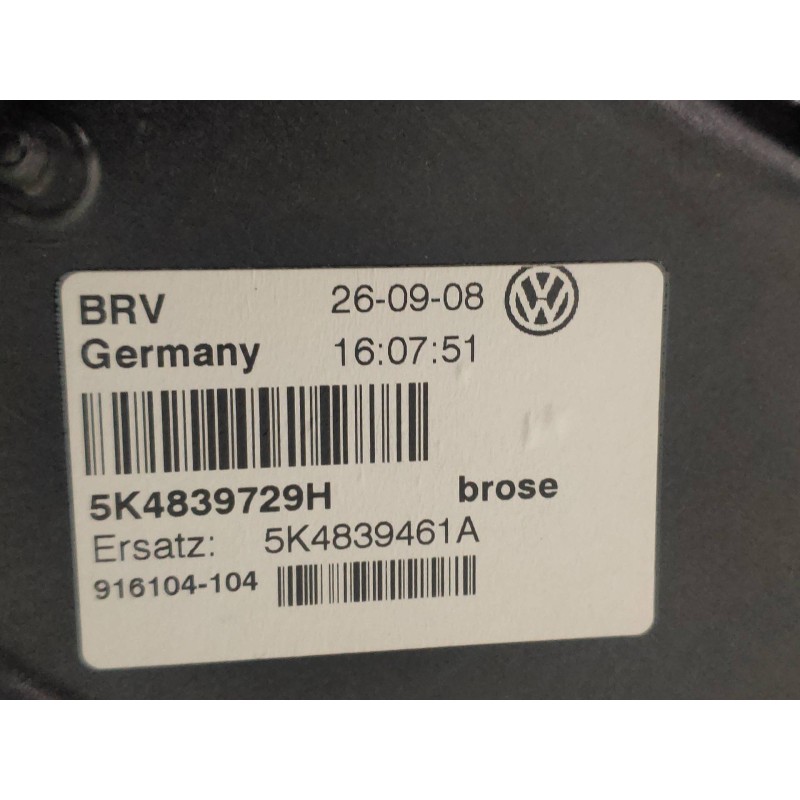 BRV 26-09-08
Germany 16:07:51
5K4839729H brose
Ersatz: 5K4839461A
916104-104